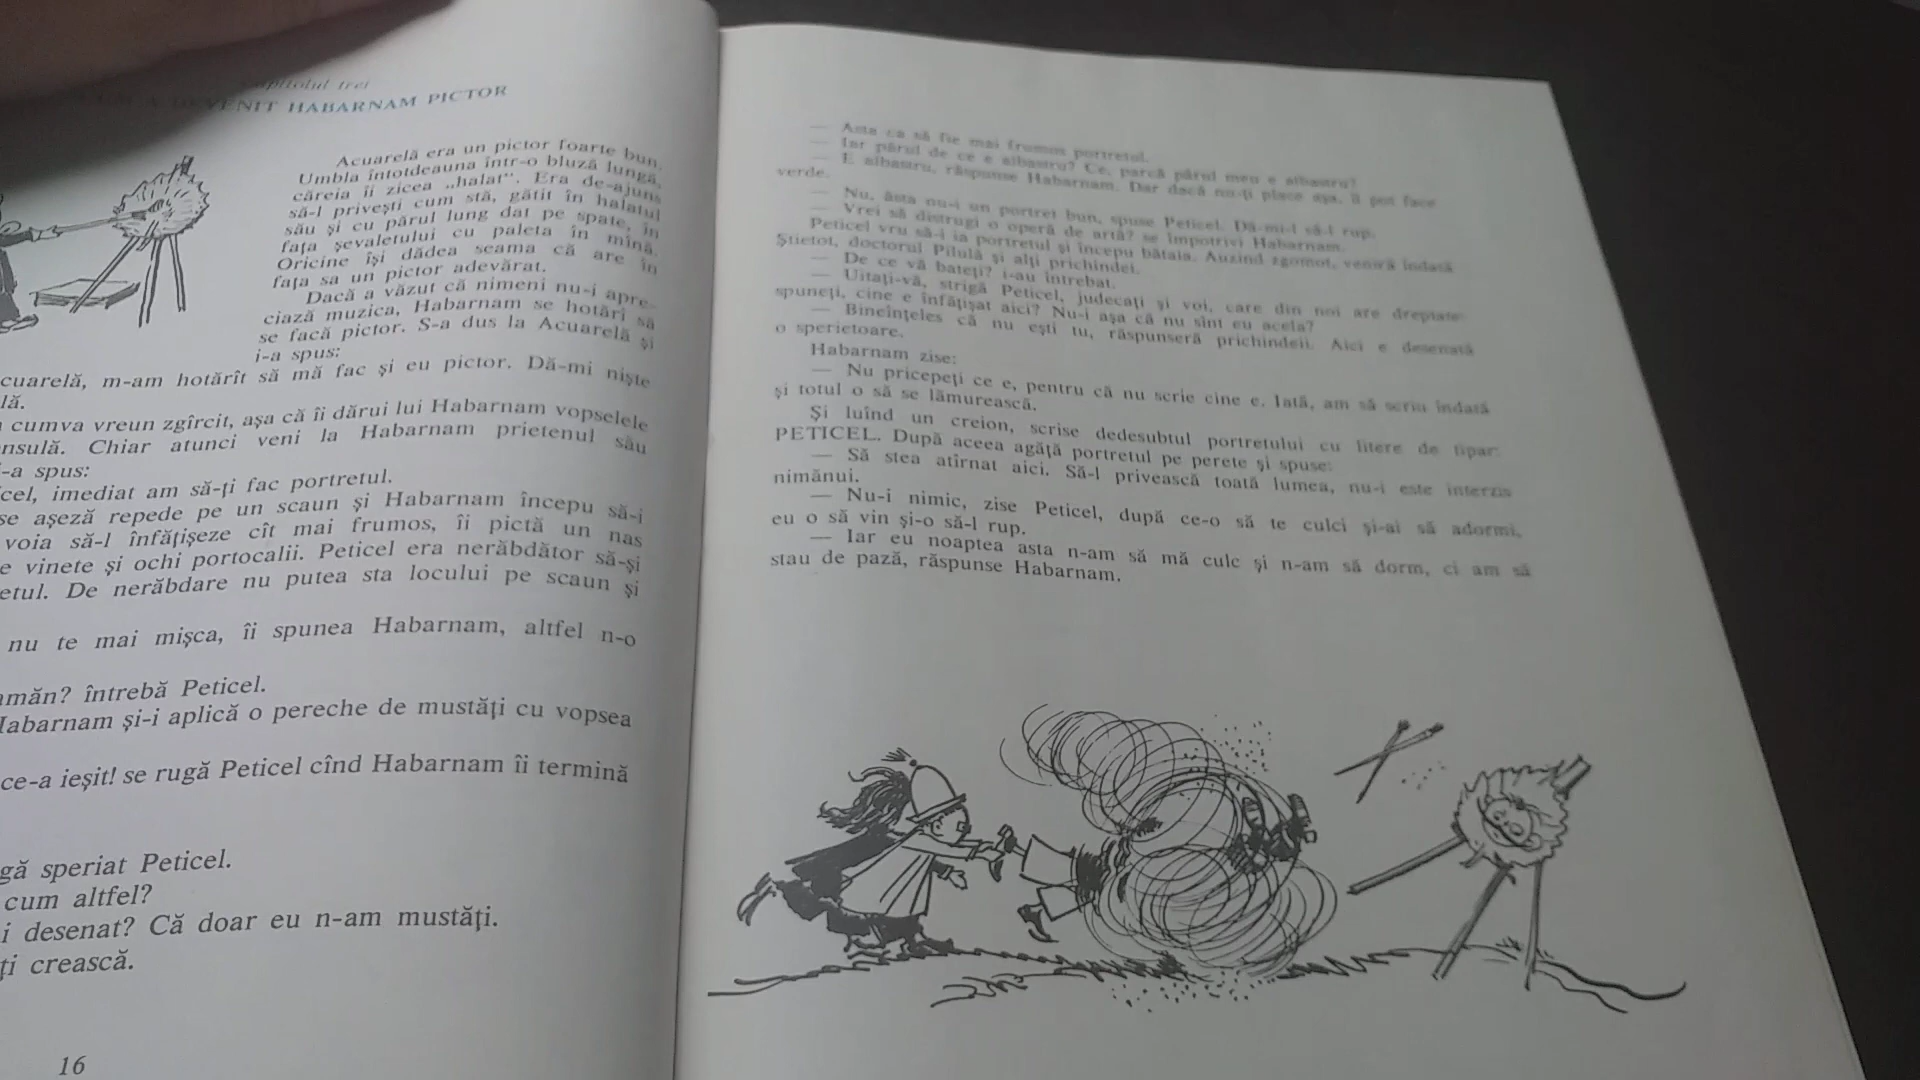 Capitolul trei
DEVENIT HABARNAM PICTOR
Acuarelă era un pictor foarte bun.
Umbla întotdeauna într-o bluză lungă,
căreia îi zicea „halat“. Era de-ajuns
să-l privești cum stă, gătit în halatul
său și cu părul lung dat pe spate, în
fața șevaletului cu paleta în mînă.
Oricine își dădea seama că are în
fața sa un pictor adevărat.
Dacă a văzut că nimeni nu-i apre-
ciază muzica, Habarnam se hotărî să
se facă pictor. S-a dus la Acuarelă și
i-a spus:
cuarelă, m-am hotărît să mă fac și eu pictor. Dă-mi niște
lă.
cumva vreun zgîrcit, așa că îi dărui lui Habarnam vopselele
nsulă. Chiar atunci veni la Habarnam prietenul său
-a spus:
cel, imediat am să-ți fac portretul.
se așeză repede pe un scaun și Habarnam începu să-i
voia să-l înfățișeze cît mai frumos, îi pictă un nas
e vinete și ochi portocalii. Peticel era nerăbdător să-și
etul. De nerăbdare nu putea sta locului pe scaun și
nu te mai mișca, îi spunea Habarnam, altfel n-o
amăn? întrebă Peticel.
Habarnam și-i aplică o pereche de mustăți cu vopsea
ce-a ieșit! se rugă Peticel cînd Habarnam îi termină
gă speriat Peticel.
cum altfel?
i desenat? Că doar eu n-am mustăți.
ți crească.
16
— Asta ca să fie mai frumos portretul.
— Iar părul de ce e albastru? Ce, parcă părul meu e albastru?
— E albastru, răspunse Habarnam. Dar dacă nu-ți place așa, îl pot face
verde.
— Nu, ăsta nu-i un portret bun, spuse Peticel. Dă-mi-l să-l rup.
— Vrei să distrugi o operă de artă? se împotrivi Habarnam.
Peticel vru să-i ia portretul și începu bătaia. Auzind zgomot, veniră îndată
Știetot, doctorul Pilulă și alți prichindei.
— De ce vă bateți? i-au întrebat.
— Uitați-vă, strigă Peticel, judecați și voi, care din noi are dreptate:
spuneți, cine e înfățișat aici? Nu-i așa că nu sînt eu acela?
— Bineînțeles că nu ești tu, răspunseră prichindeii. Aici e desenată
o sperietoare.
Habarnam zise:
— Nu pricepeți ce e, pentru că nu scrie cine e. Iată, am să scriu îndată
și totul o să se lămurească.
Și luînd un creion, scrise dedesubtul portretului cu litere de tipar:
PETICEL. După aceea agăță portretul pe perete și spuse:
— Să stea atîrnat aici. Să-l privească toată lumea, nu-i este interzis
nimănui.
— Nu-i nimic, zise Peticel, după ce-o să te culci și-ai să adormi,
eu o să vin și-o să-l rup.
— Iar eu noaptea asta n-am să mă culc și n-am să dorm, ci am să
stau de pază, răspunse Habarnam.